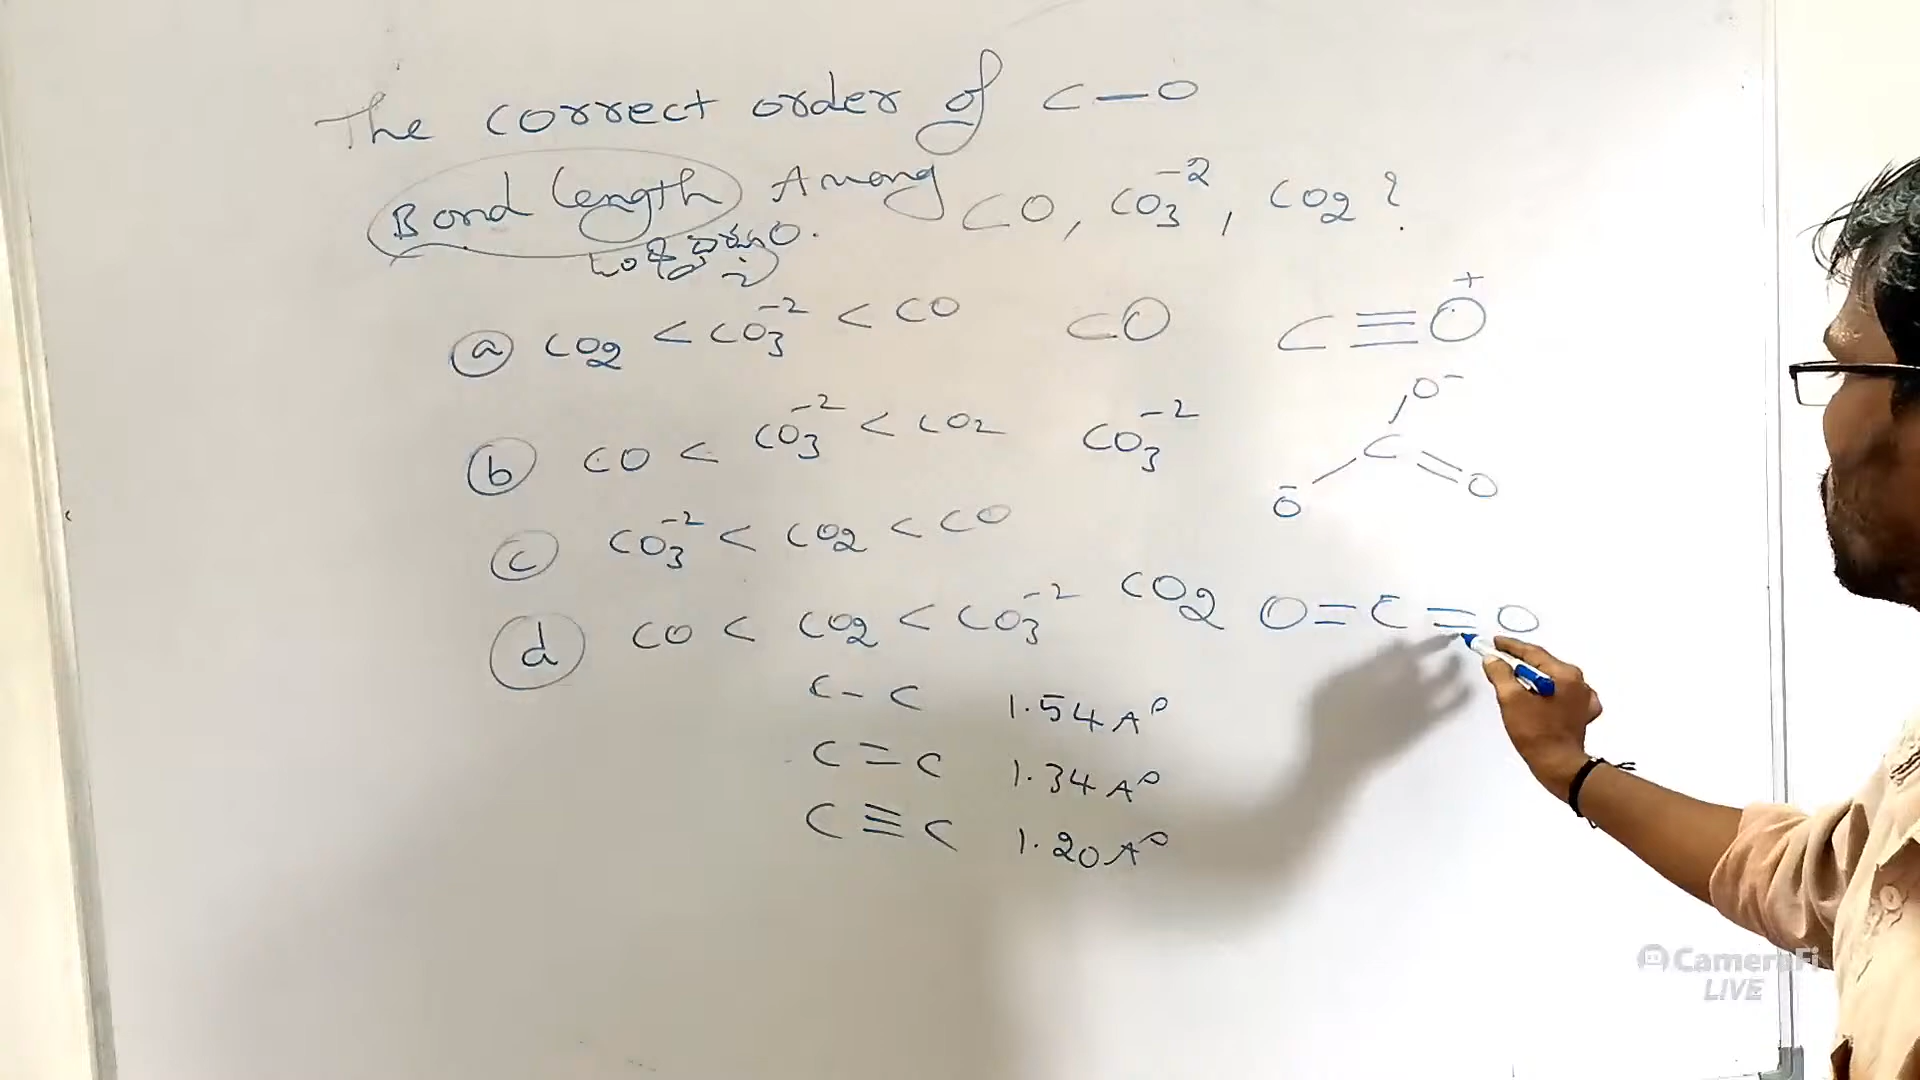 The correct order of C-O
Bond length Among CO, CO₃⁻², CO₂?
(a) CO₂ < CO₃⁻² < CO
(b) CO < CO₃⁻² < CO₂
(c) CO₃⁻² < CO₂ < CO
(d) CO < CO₂ < CO₃⁻²
C-C 1.54A°
C=C 1.34A°
C≡C 1.20A°
CO C≡O⁺
CO₃⁻²
O⁻
C=O
O⁻
CO₂ O=C=O
CameraFi
LIVE